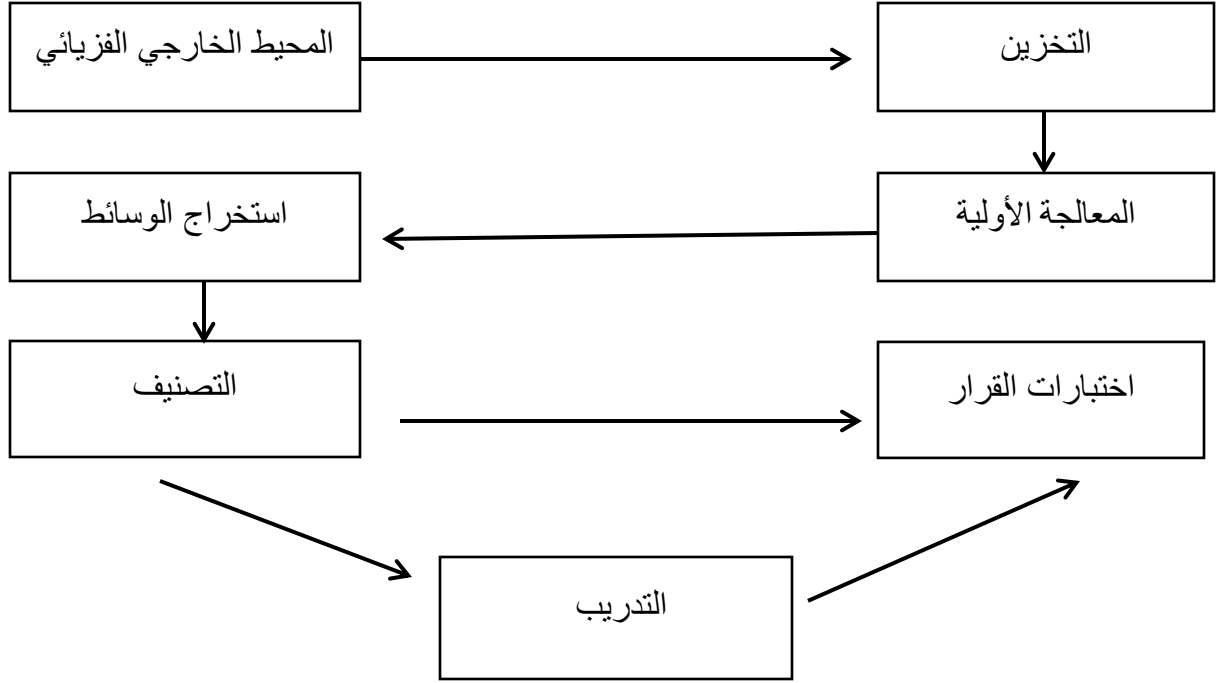 المحيط الخارجي الفزيائي
التخزين
المعالجة الأولية
استخراج الوسائط
التصنيف
اختبارات القرار
التدريب